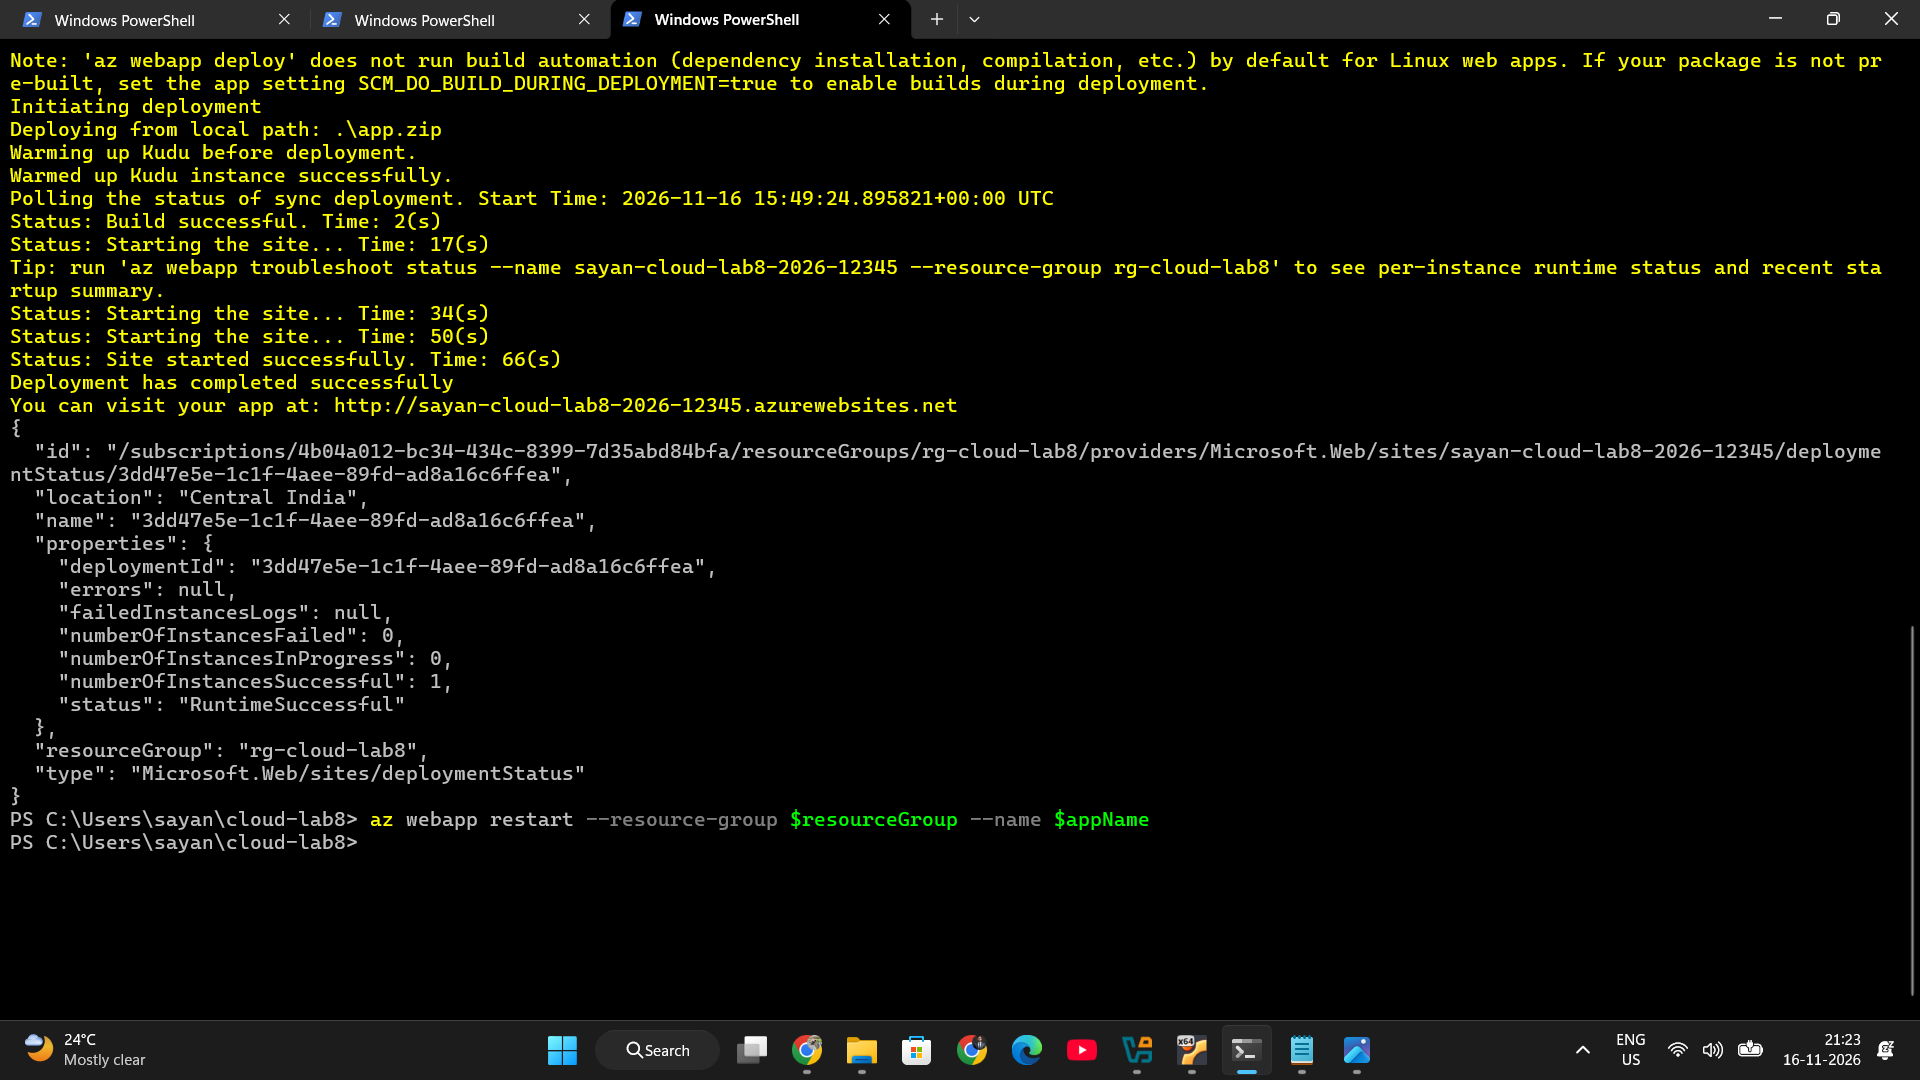 Windows PowerShell
Windows PowerShell
Windows PowerShell
Note: 'az webapp deploy' does not run build automation (dependency installation, compilation, etc.) by default for Linux web apps. If your package is not pr
e-built, set the app setting SCM_DO_BUILD_DURING_DEPLOYMENT=true to enable builds during deployment.
Initiating deployment
Deploying from local path: .\app.zip
Warming up Kudu before deployment.
Warmed up Kudu instance successfully.
Polling the status of sync deployment. Start Time: 2026-11-16 15:49:24.895821+00:00 UTC
Status: Build successful. Time: 2(s)
Status: Starting the site... Time: 17(s)
Tip: run 'az webapp troubleshoot status --name sayan-cloud-lab8-2026-12345 --resource-group rg-cloud-lab8' to see per-instance runtime status and recent sta
rtup summary.
Status: Starting the site... Time: 34(s)
Status: Starting the site... Time: 50(s)
Status: Site started successfully. Time: 66(s)
Deployment has completed successfully
You can visit your app at: http://sayan-cloud-lab8-2026-12345.azurewebsites.net
{
  "id": "/subscriptions/4b04a012-bc34-434c-8399-7d35abd84bfa/resourceGroups/rg-cloud-lab8/providers/Microsoft.Web/sites/sayan-cloud-lab8-2026-12345/deployme
ntStatus/3dd47e5e-1c1f-4aee-89fd-ad8a16c6ffea",
  "location": "Central India",
  "name": "3dd47e5e-1c1f-4aee-89fd-ad8a16c6ffea",
  "properties": {
    "deploymentId": "3dd47e5e-1c1f-4aee-89fd-ad8a16c6ffea",
    "errors": null,
    "failedInstancesLogs": null,
    "numberOfInstancesFailed": 0,
    "numberOfInstancesInProgress": 0,
    "numberOfInstancesSuccessful": 1,
    "status": "RuntimeSuccessful"
  },
  "resourceGroup": "rg-cloud-lab8",
  "type": "Microsoft.Web/sites/deploymentStatus"
}
PS C:\Users\sayan\cloud-lab8> az webapp restart --resource-group $resourceGroup --name $appName
PS C:\Users\sayan\cloud-lab8>
24°C
Mostly clear
Search
x64
ENG
US
21:23
16-11-2026